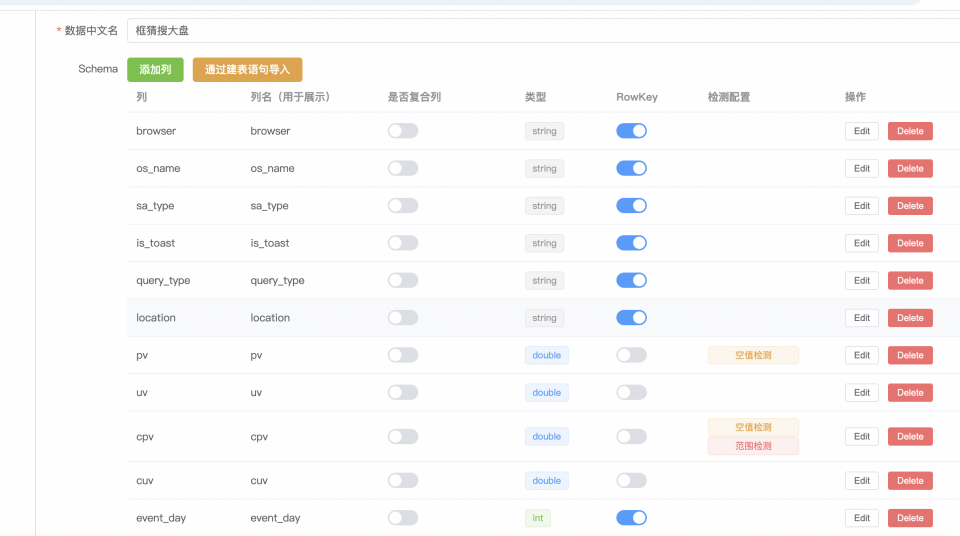 * 数据中文名 框猜搜大盘
Schema 添加列 通过建表语句导入
列 列名（用于展示） 是否复合列 类型 RowKey 检测配置 操作
browser browser string Edit Delete
os_name os_name string Edit Delete
sa_type sa_type string Edit Delete
is_toast is_toast string Edit Delete
query_type query_type string Edit Delete
location location string Edit Delete
pv pv double 空值检测 Edit Delete
uv uv double Edit Delete
cpv cpv double 空值检测 Edit Delete
范围检测
cuv cuv double Edit Delete
event_day event_day int Edit Delete